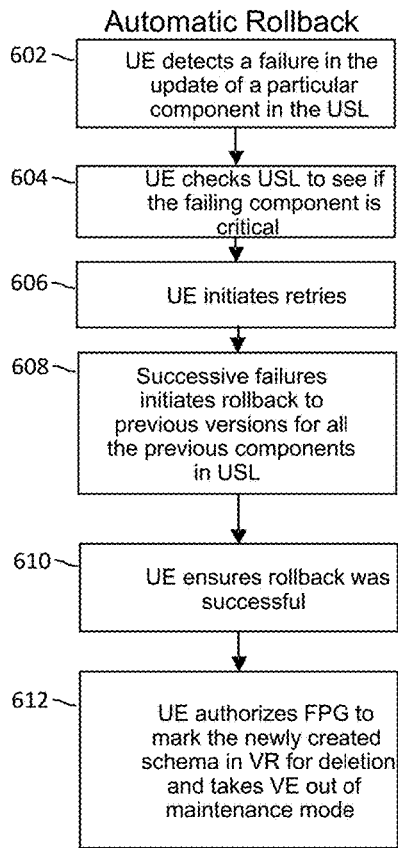 Automatic Rollback
602
UE detects a failure in the
update of a particular
component in the USL
604
UE checks USL to see if
the failing component is
critical
606
UE initiates retries
608
Successive failures
initiates rollback to
previous versions for all
the previous components
in USL
610
UE ensures rollback was
successful
612
UE authorizes FPG to
mark the newly created
schema in VR for deletion
and takes VE out of
maintenance mode